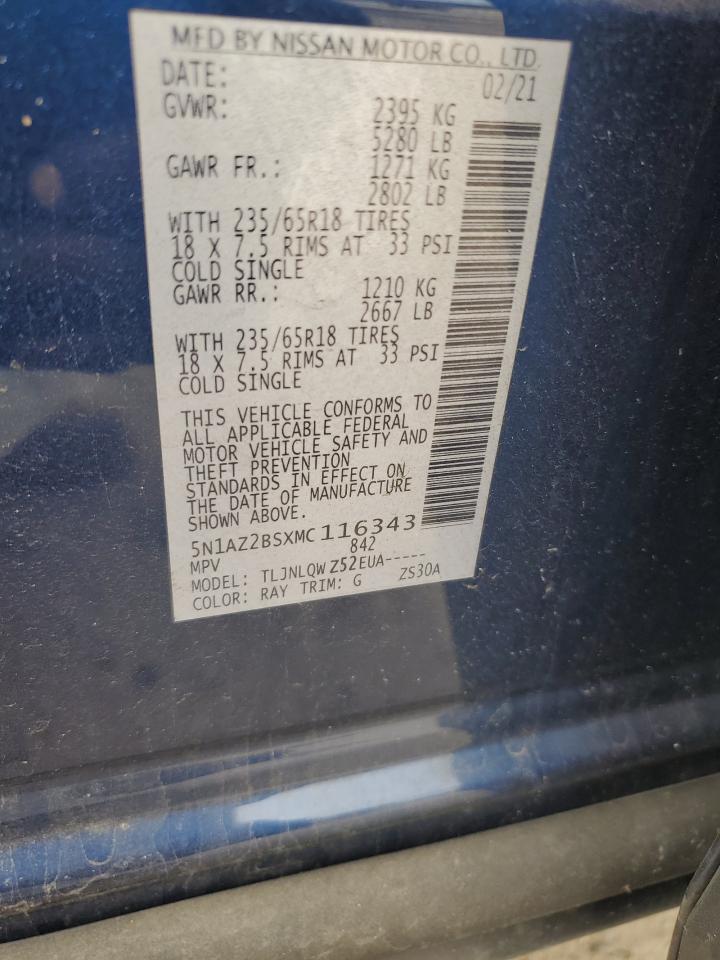 MFD BY NISSAN MOTOR CO., LTD.
DATE: 02/21
GVWR: 2395 KG
5280 LB
GAWR FR.: 1271 KG
2802 LB
WITH 235/65R18 TIRES
18 X 7.5 RIMS AT 33 PSI
COLD SINGLE
GAWR RR.: 1210 KG
2667 LB
WITH 235/65R18 TIRES
18 X 7.5 RIMS AT 33 PSI
COLD SINGLE
THIS VEHICLE CONFORMS TO
ALL APPLICABLE FEDERAL
MOTOR VEHICLE SAFETY AND
THEFT PREVENTION
STANDARDS IN EFFECT ON
THE DATE OF MANUFACTURE
SHOWN ABOVE.
5N1AZ2BSXMC116343
MPV 842
MODEL: TLJNLQWZ52EUA-----
COLOR: RAY TRIM: G ZS30A